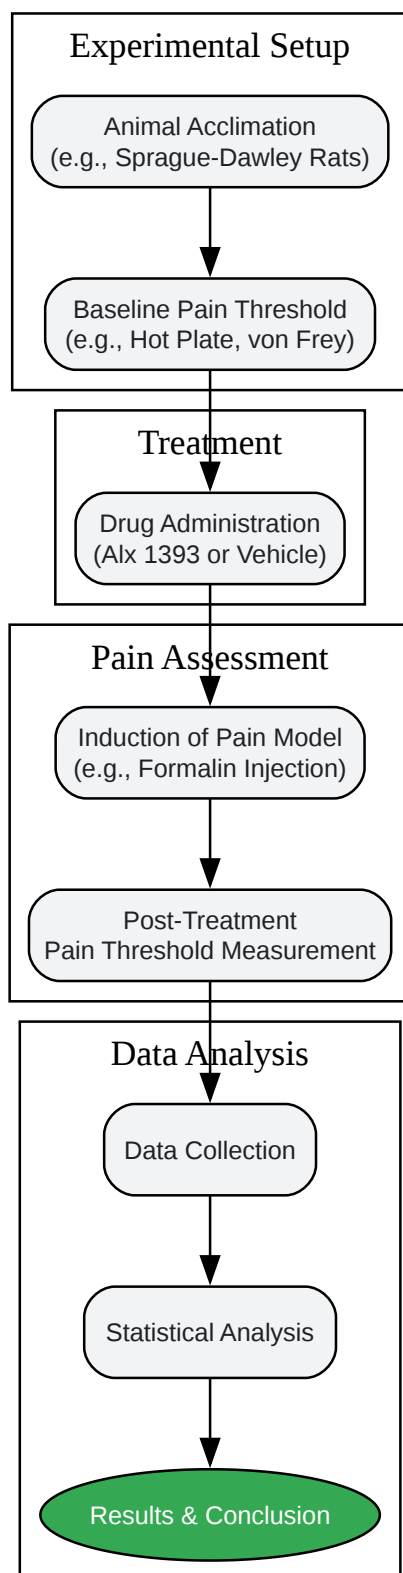 Experimental Setup
Animal Acclimation
(e.g., Sprague-Dawley Rats)
Baseline Pain Threshold
(e.g., Hot Plate, von Frey)
Treatment
Drug Administration
(Alx 1393 or Vehicle)
Pain Assessment
Induction of Pain Model
(e.g., Formalin Injection)
Post-Treatment
Pain Threshold Measurement
Data Analysis
Data Collection
Statistical Analysis
Results & Conclusion